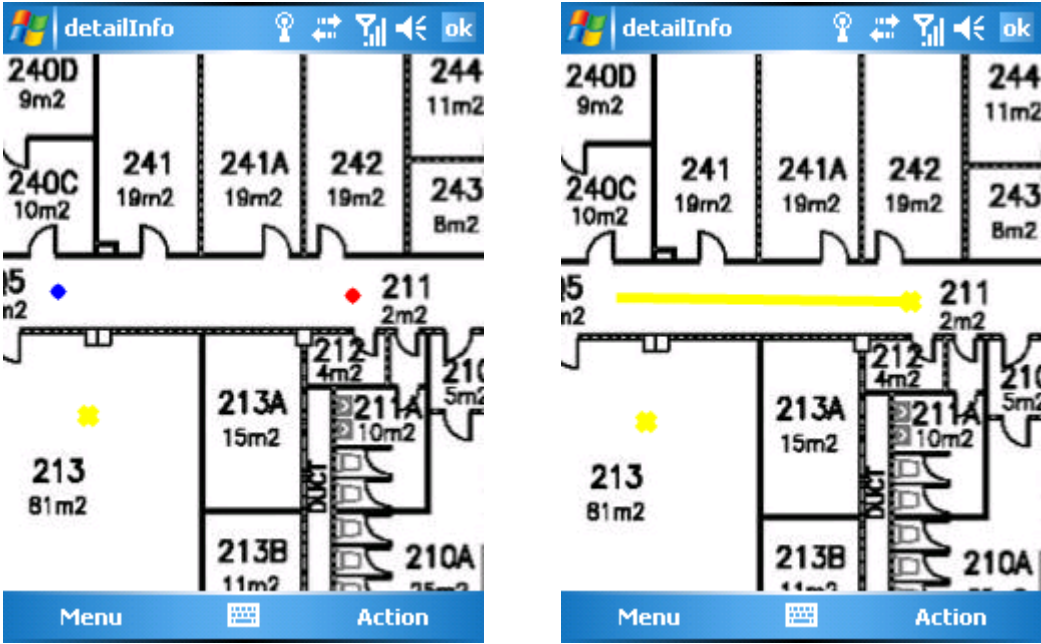 detailInfo ok
240D
9m2
244
11m2
241
19m2
241A
19m2
242
19m2
240C
10m2
243
8m2
211
2m2
212
4m2
213A
15m2
211A
10m2
5m2
213
81m2
DUCT
213B
11m2
210A
Menu Action
detailInfo ok
240D
9m2
244
11m2
241
19m2
241A
19m2
242
19m2
240C
10m2
243
8m2
211
2m2
212
4m2
213A
15m2
211A
10m2
5m2
213
81m2
DUCT
213B
210A
Menu Action